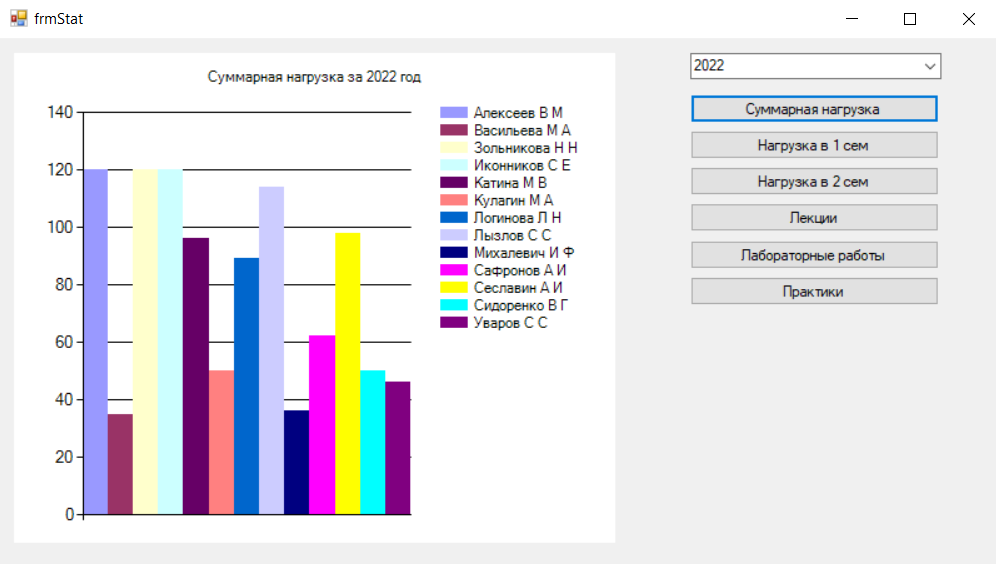 frmStat
Суммарная нагрузка за 2022 год
140
120
100
80
60
40
20
0
Алексеев В М
Васильева М А
Зольникова Н Н
Иконников С Е
Катина М В
Кулагин М А
Логинова Л Н
Лызлов С С
Михалевич И Ф
Сафронов А И
Сеславин А И
Сидоренко В Г
Уваров С С
2022
Суммарная нагрузка
Нагрузка в 1 сем
Нагрузка в 2 сем
Лекции
Лабораторные работы
Практики